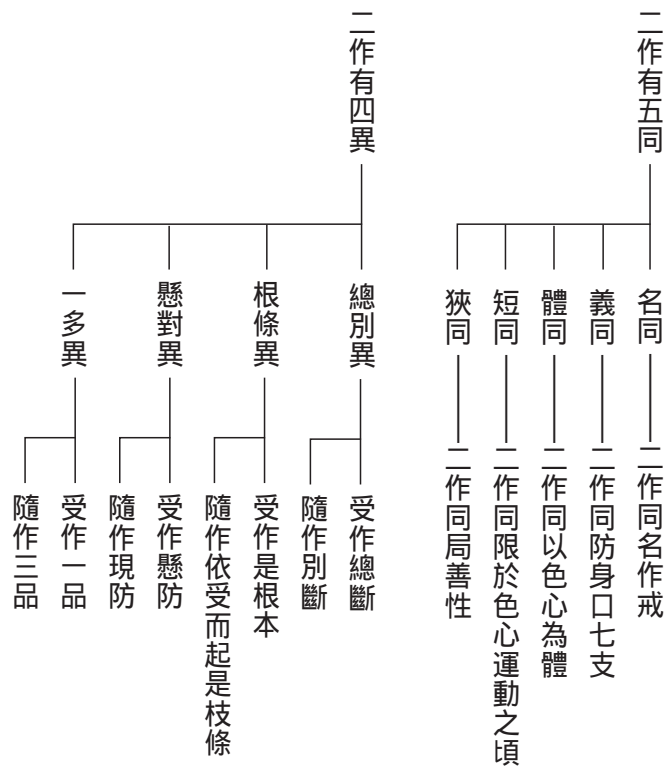 二作有五同
名同
二作同名作戒
義同
二作同防身口七支
體同
二作同以色心為體
短同
二作同限於色心運動之頃
狹同
二作同局善性
二作有四異
總別異
受作總斷
隨作別斷
根條異
受作是根本
隨作依受而起是枝條
懸對異
受作懸防
隨作現防
一多異
受作一品
隨作三品